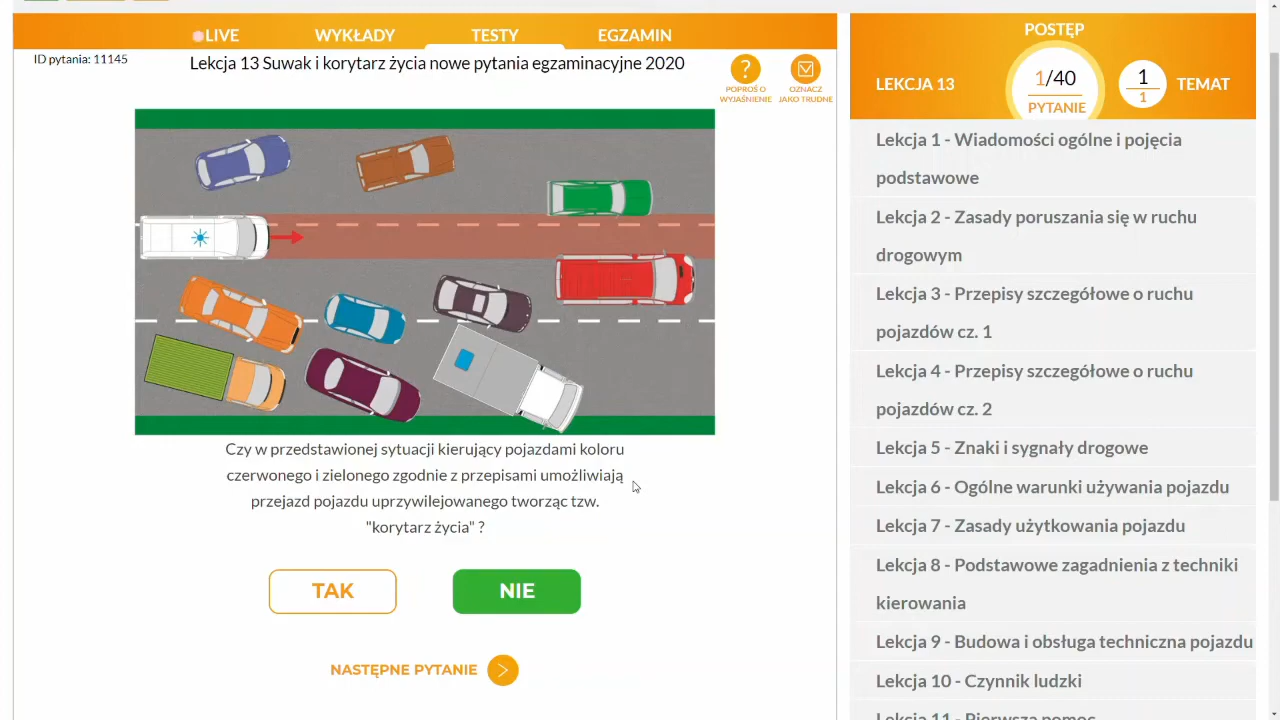 LIVE
WYKŁADY
TESTY
EGZAMIN
ID pytania: 11145
Lekcja 13 Suwak i korytarz życia nowe pytania egzaminacyjne 2020
?
POPROŚ O
WYJAŚNIENIE
OZNACZ
JAKO TRUDNE
Czy w przedstawionej sytuacji kierujący pojazdami koloru
czerwonego i zielonego zgodnie z przepisami umożliwiają
przejazd pojazdu uprzywilejowanego tworząc tzw.
"korytarz życia" ?
TAK
NIE
NASTĘPNE PYTANIE
POSTĘP
LEKCJA 13
1/40
PYTANIE
1
1
TEMAT
Lekcja 1 - Wiadomości ogólne i pojęcia
podstawowe
Lekcja 2 - Zasady poruszania się w ruchu
drogowym
Lekcja 3 - Przepisy szczegółowe o ruchu
pojazdów cz. 1
Lekcja 4 - Przepisy szczegółowe o ruchu
pojazdów cz. 2
Lekcja 5 - Znaki i sygnały drogowe
Lekcja 6 - Ogólne warunki używania pojazdu
Lekcja 7 - Zasady użytkowania pojazdu
Lekcja 8 - Podstawowe zagadnienia z techniki
kierowania
Lekcja 9 - Budowa i obsługa techniczna pojazdu
Lekcja 10 - Czynnik ludzki
Lekcja 11 - Pierwsza pomoc